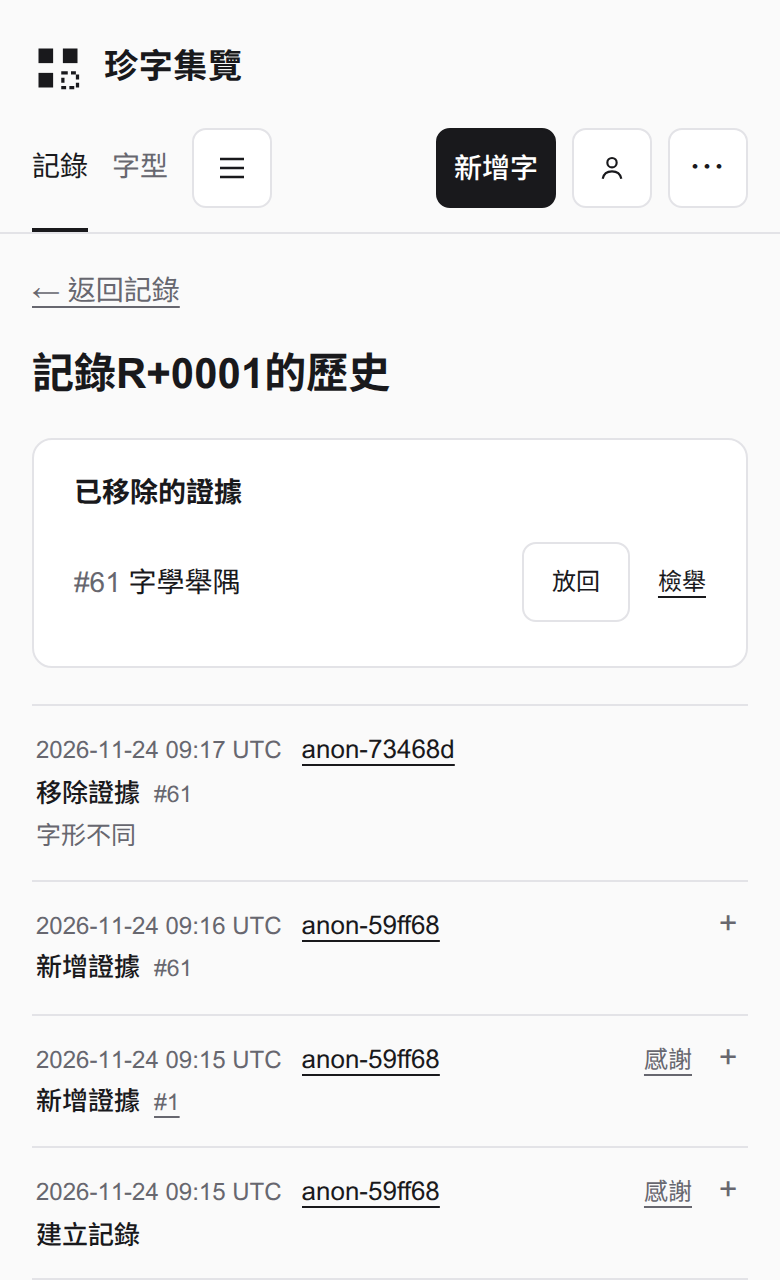 珍字集覽
記錄 字型 新增字 ···
← 返回記錄
記錄R+0001的歷史
已移除的證據
#61 字學舉隅 放回 檢舉
2026-11-24 09:17 UTC anon-73468d
移除證據 #61
字形不同
2026-11-24 09:16 UTC anon-59ff68 +
新增證據 #61
2026-11-24 09:15 UTC anon-59ff68 感謝 +
新增證據 #1
2026-11-24 09:15 UTC anon-59ff68 感謝 +
建立記錄